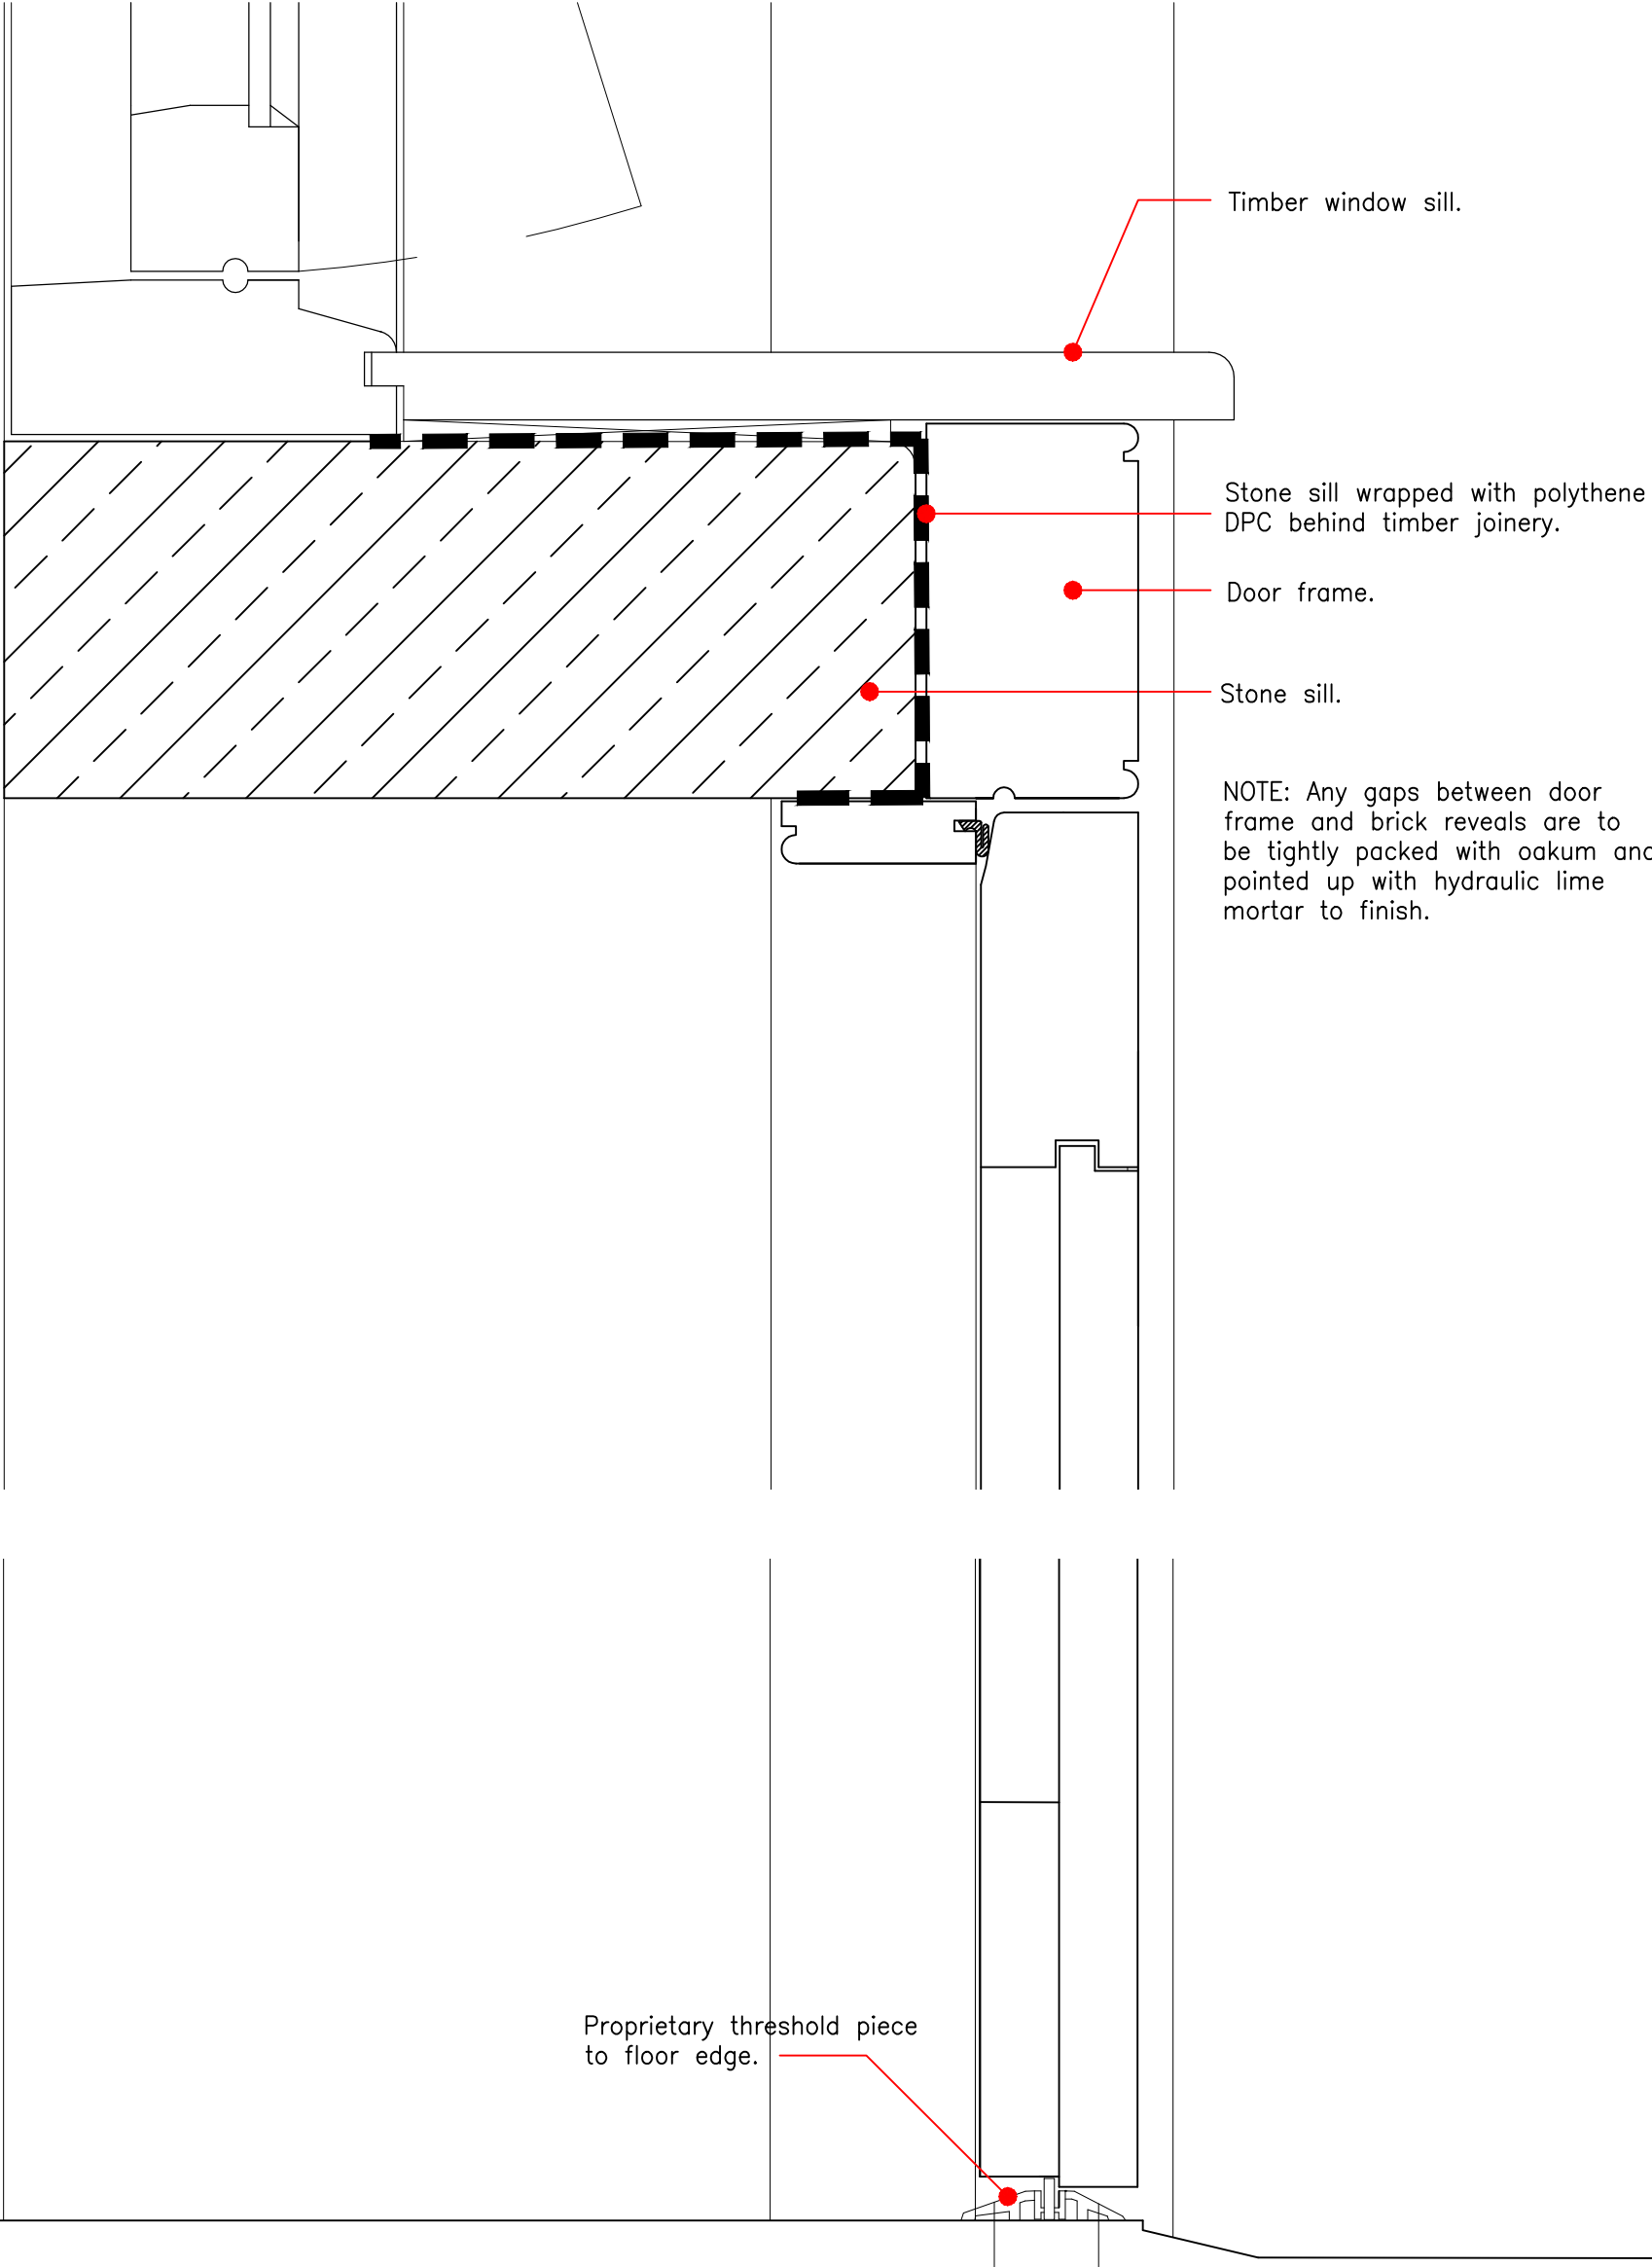 Timber window sill.
Stone sill wrapped with polythene
DPC behind timber joinery.
Door frame.
Stone sill.
NOTE: Any gaps between door
frame and brick reveals are to
be tightly packed with oakum and
pointed up with hydraulic lime
mortar to finish.
Proprietary threshold piece
to floor edge.